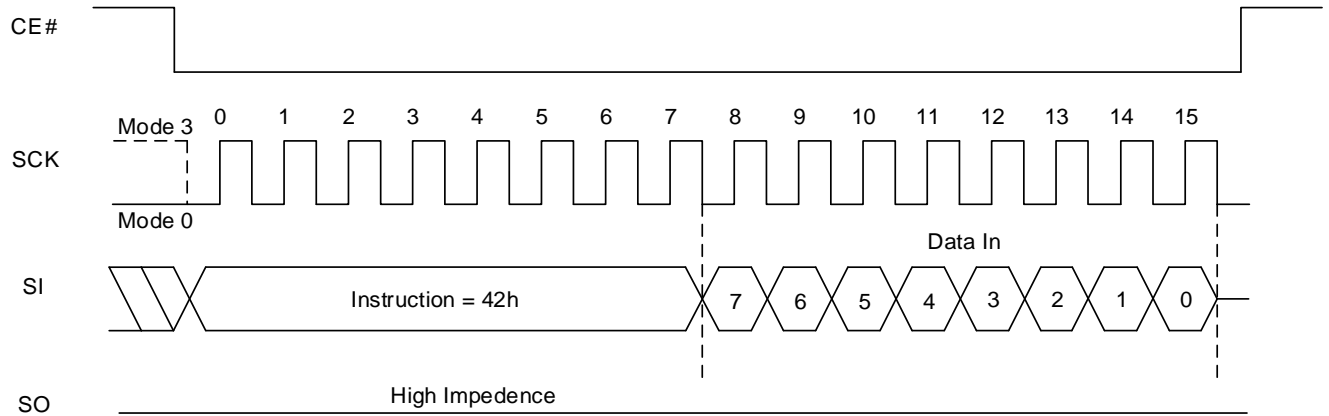 CE#
0 1 2 3 4 5 6 7 8 9 10 11 12 13 14 15
Mode 3
SCK
Mode 0
Data In
SI
Instruction = 42h
7 6 5 4 3 2 1 0
High Impedence
SO